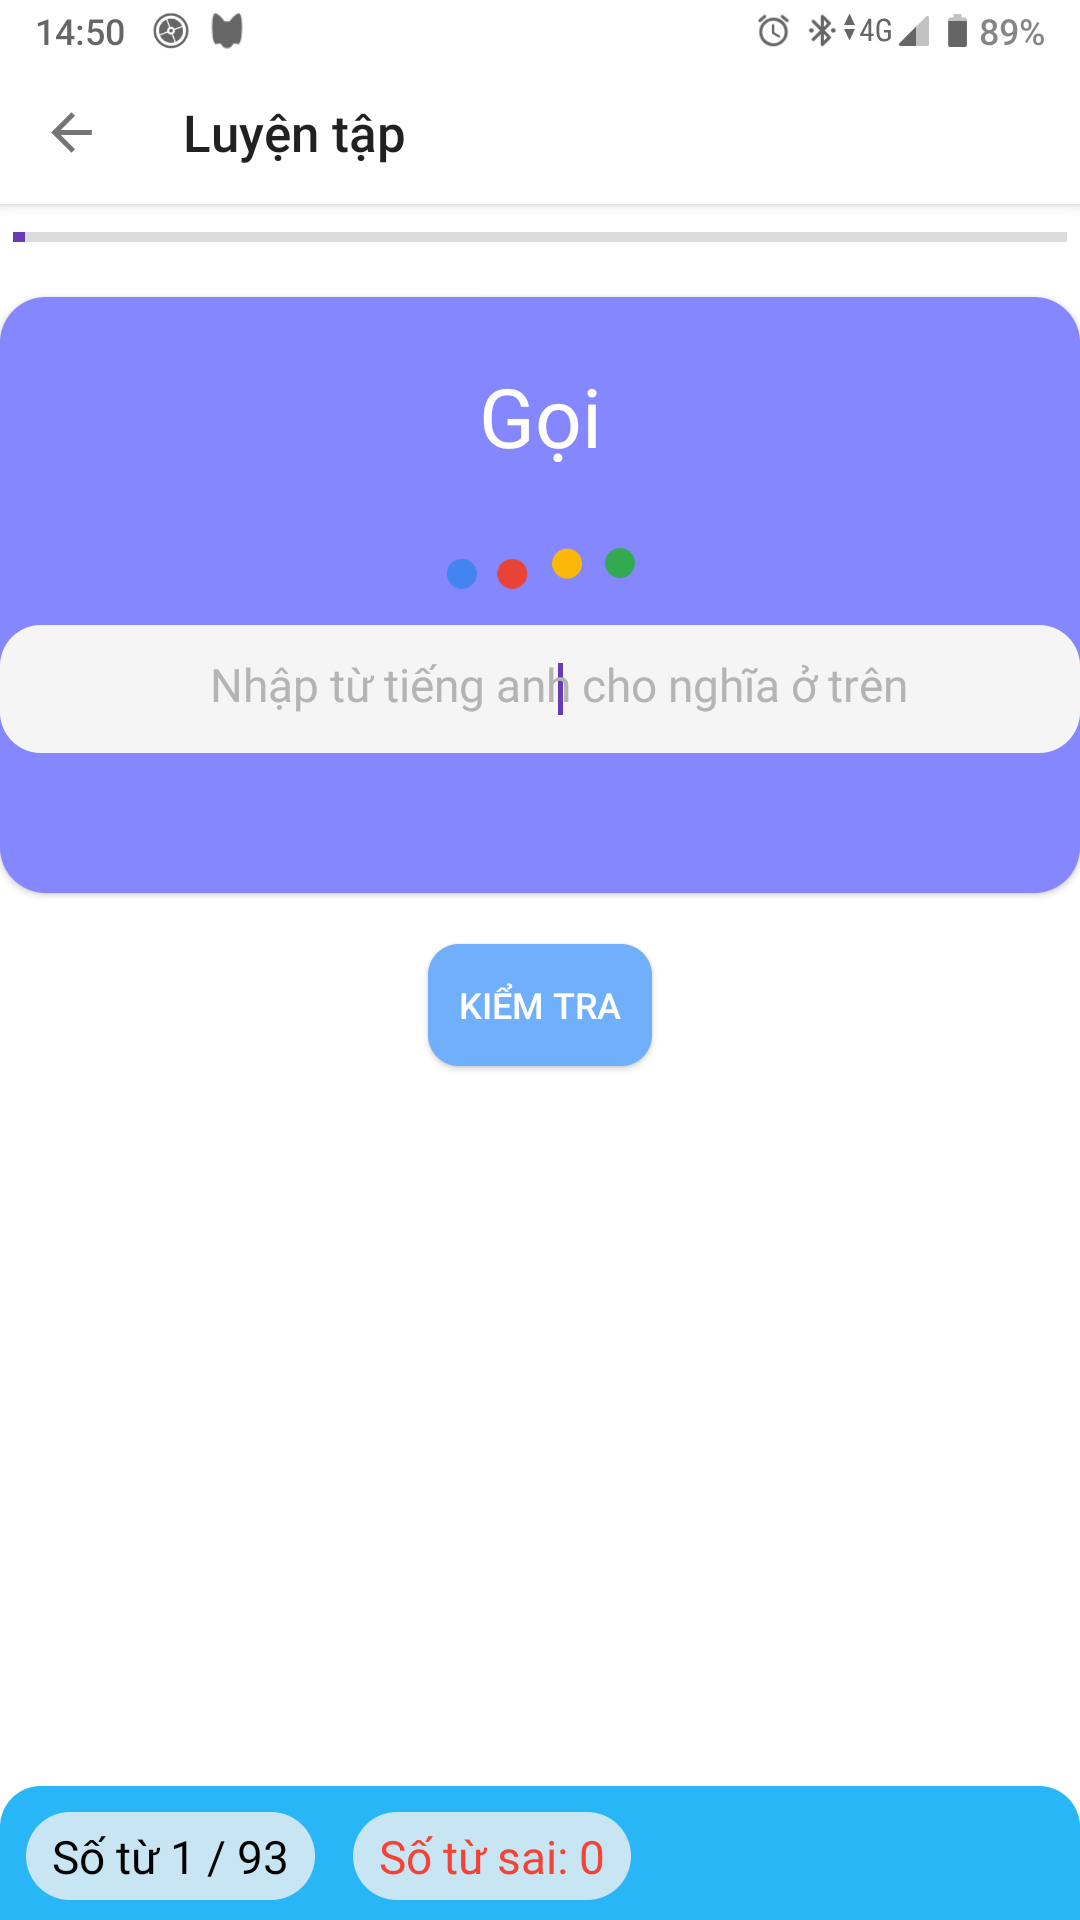 14:50 4G 89%
Luyện tập
Gọi
Nhập từ tiếng anh cho nghĩa ở trên
KIỂM TRA
Số từ 1 / 93 Số từ sai: 0